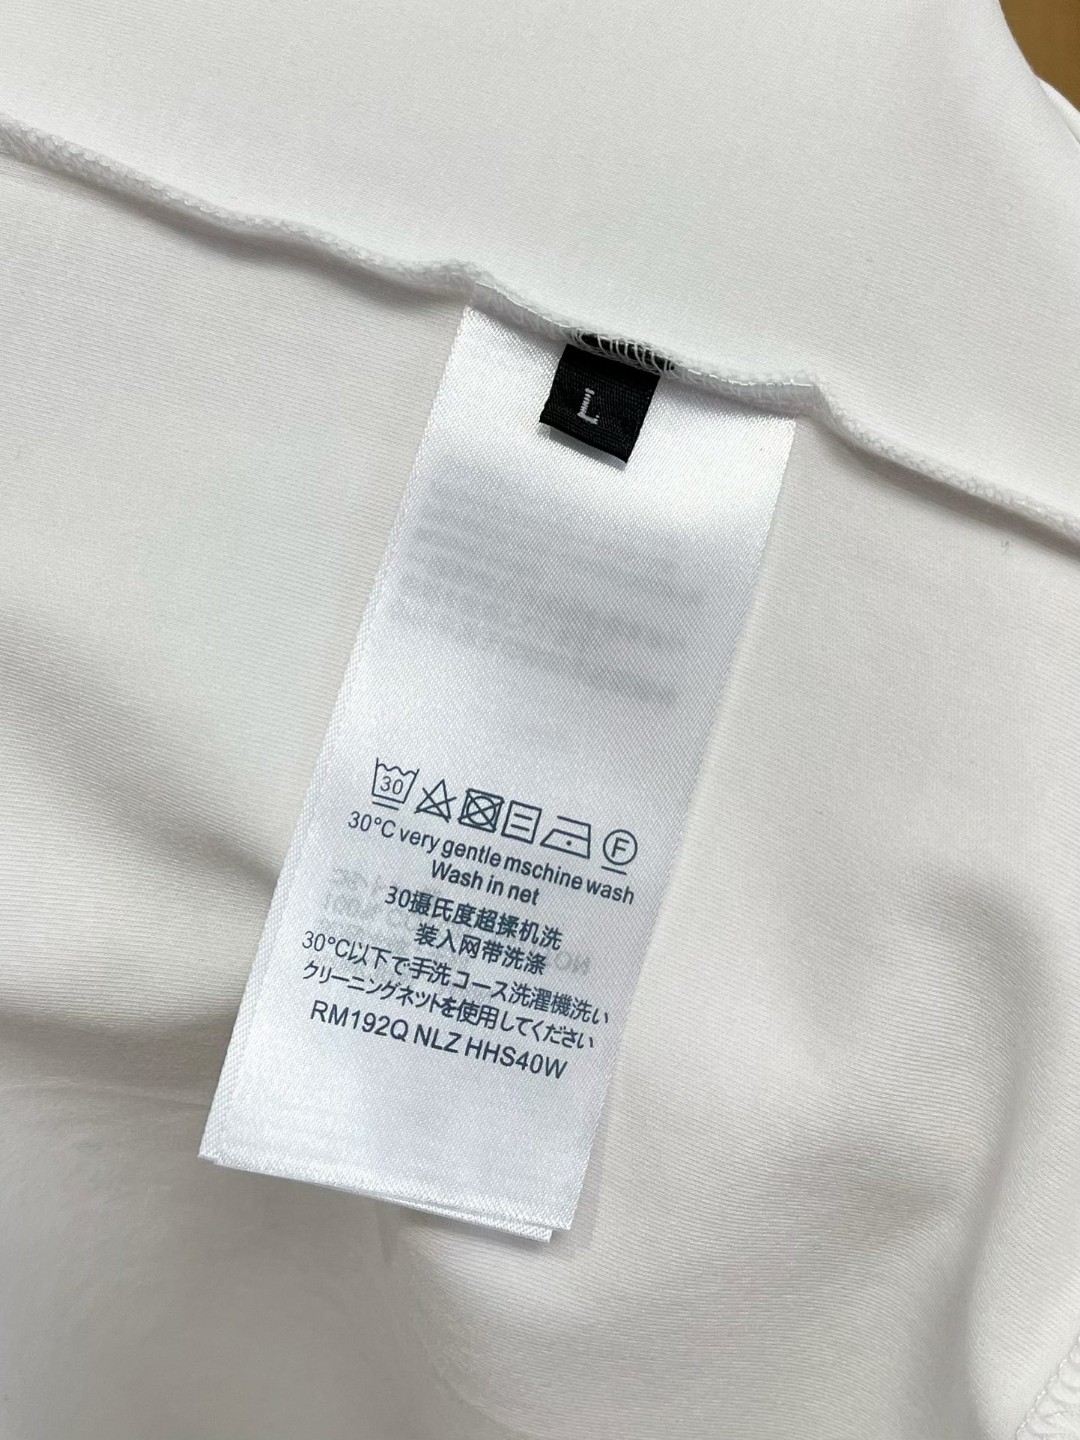 L
30
F
30°C very gentle mschine wash
Wash in net
30摄氏度超揉机洗
装入网带洗涤
30°C以下で手洗コース洗濯機洗い
クリーニングネットを使用してください
RM192Q NLZ HHS40W